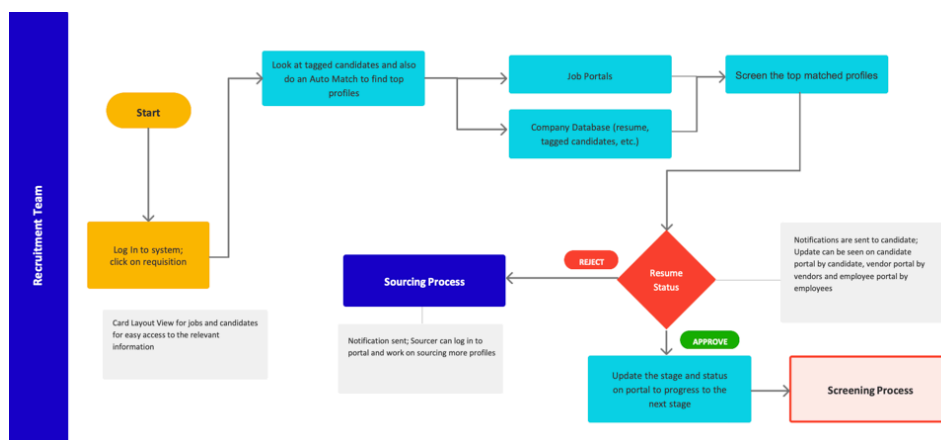 Recruitment Team
Start
Log In to system;
click on requisition
Card Layout View for jobs and candidates
for easy access to the relevant
information
Look at tagged candidates and also
do an Auto Match to find top
profiles
Job Portals
Company Database (resume,
tagged candidates, etc.)
Screen the top matched profiles
Resume
Status
Notifications are sent to candidate;
Update can be seen on candidate
portal by candidate, vendor portal by
vendors and employee portal by
employees
REJECT
Sourcing Process
Notification sent; Sourcer can log in to
portal and work on sourcing more profiles
APPROVE
Update the stage and status
on portal to progress to the
next stage
Screening Process